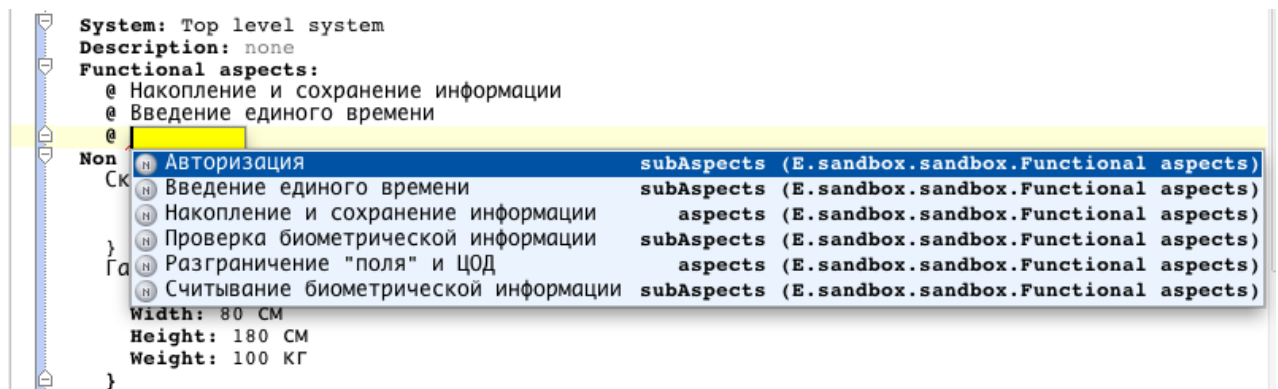 System: Top level system
Description: none
Functional aspects:
@ Накопление и сохранение информации
@ Введение единого времени
@
Non
Авторизация subAspects (E.sandbox.sandbox.Functional aspects)
Ск
Введение единого времени subAspects (E.sandbox.sandbox.Functional aspects)
Накопление и сохранение информации aspects (E.sandbox.sandbox.Functional aspects)
}
Проверка биометрической информации subAspects (E.sandbox.sandbox.Functional aspects)
Га
Разграничение "поля" и ЦОД aspects (E.sandbox.sandbox.Functional aspects)
Считывание биометрической информации subAspects (E.sandbox.sandbox.Functional aspects)
Width: 80 СМ
Height: 180 СМ
Weight: 100 КГ
}